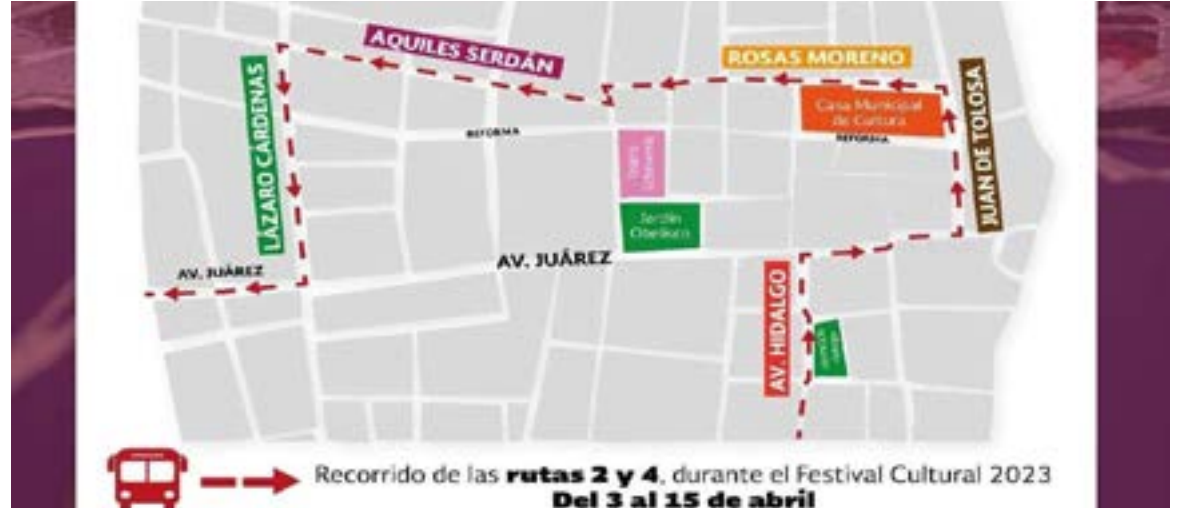 AQUILES SERDÁN
ROSAS MORENO
LÁZARO CÁRDENAS
JUAN DE TOLOSA
Casa Municipal
de Cultura
REFORMA
REFORMA
Jardín
Obelisco
AV. JUÁREZ
AV. JUÁREZ
AV. HIDALGO
Recorrido de las rutas 2 y 4, durante el Festival Cultural 2023
Del 3 al 15 de abril